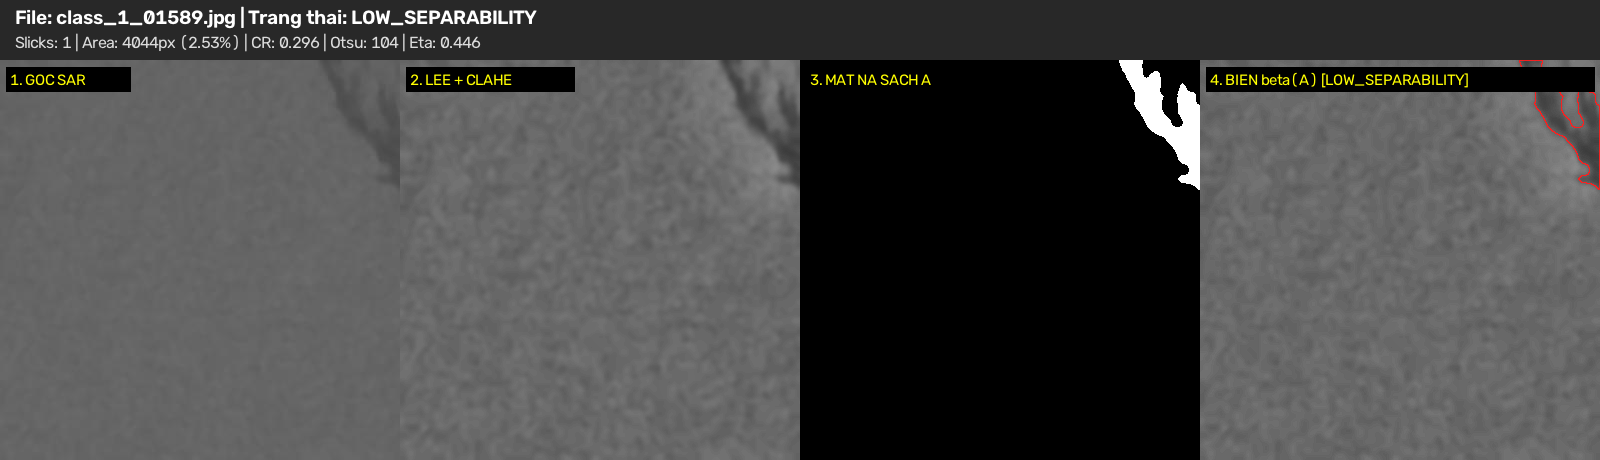 File: class_1_01589.jpg | Trang thai: LOW_SEPARABILITY
Slicks: 1 | Area: 4044px (2.53%) | CR: 0.296 | Otsu: 104 | Eta: 0.446
1. GOC SAR
2. LEE + CLAHE
3. MAT NA SACH A
4. BIEN beta(A) [LOW_SEPARABILITY]